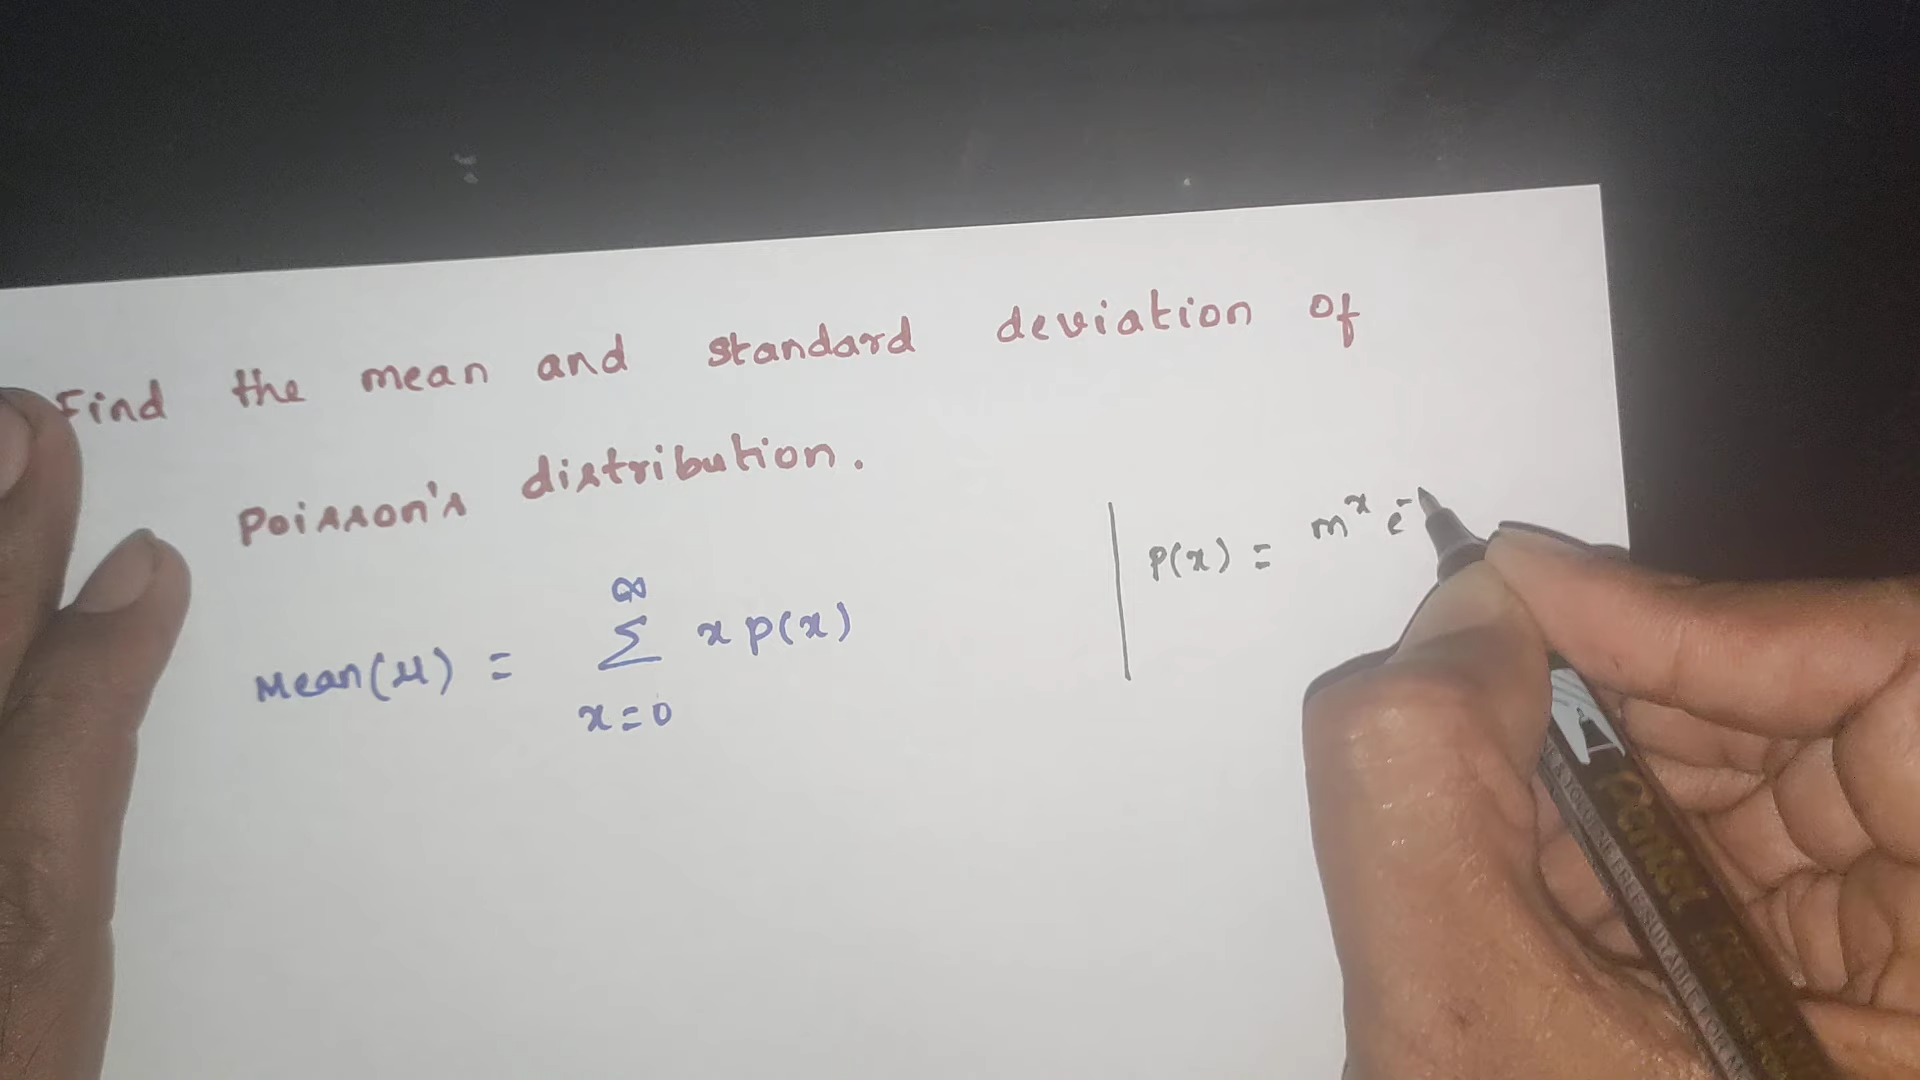 Find the mean and standard deviation of
Poisson's distribution.
P(x) = m^x e^-
∞
Mean(μ) = Σ x p(x)
x=0